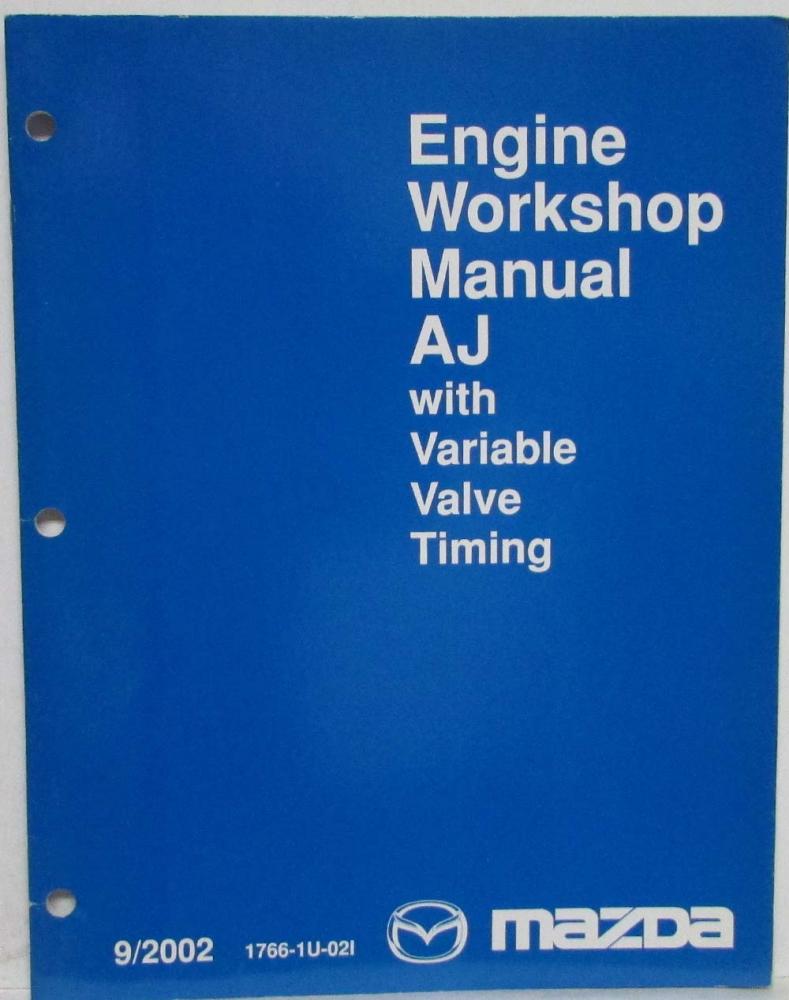 Engine
Workshop
Manual
AJ
with
Variable
Valve
Timing
9/2002 1766-1U-02I mazda